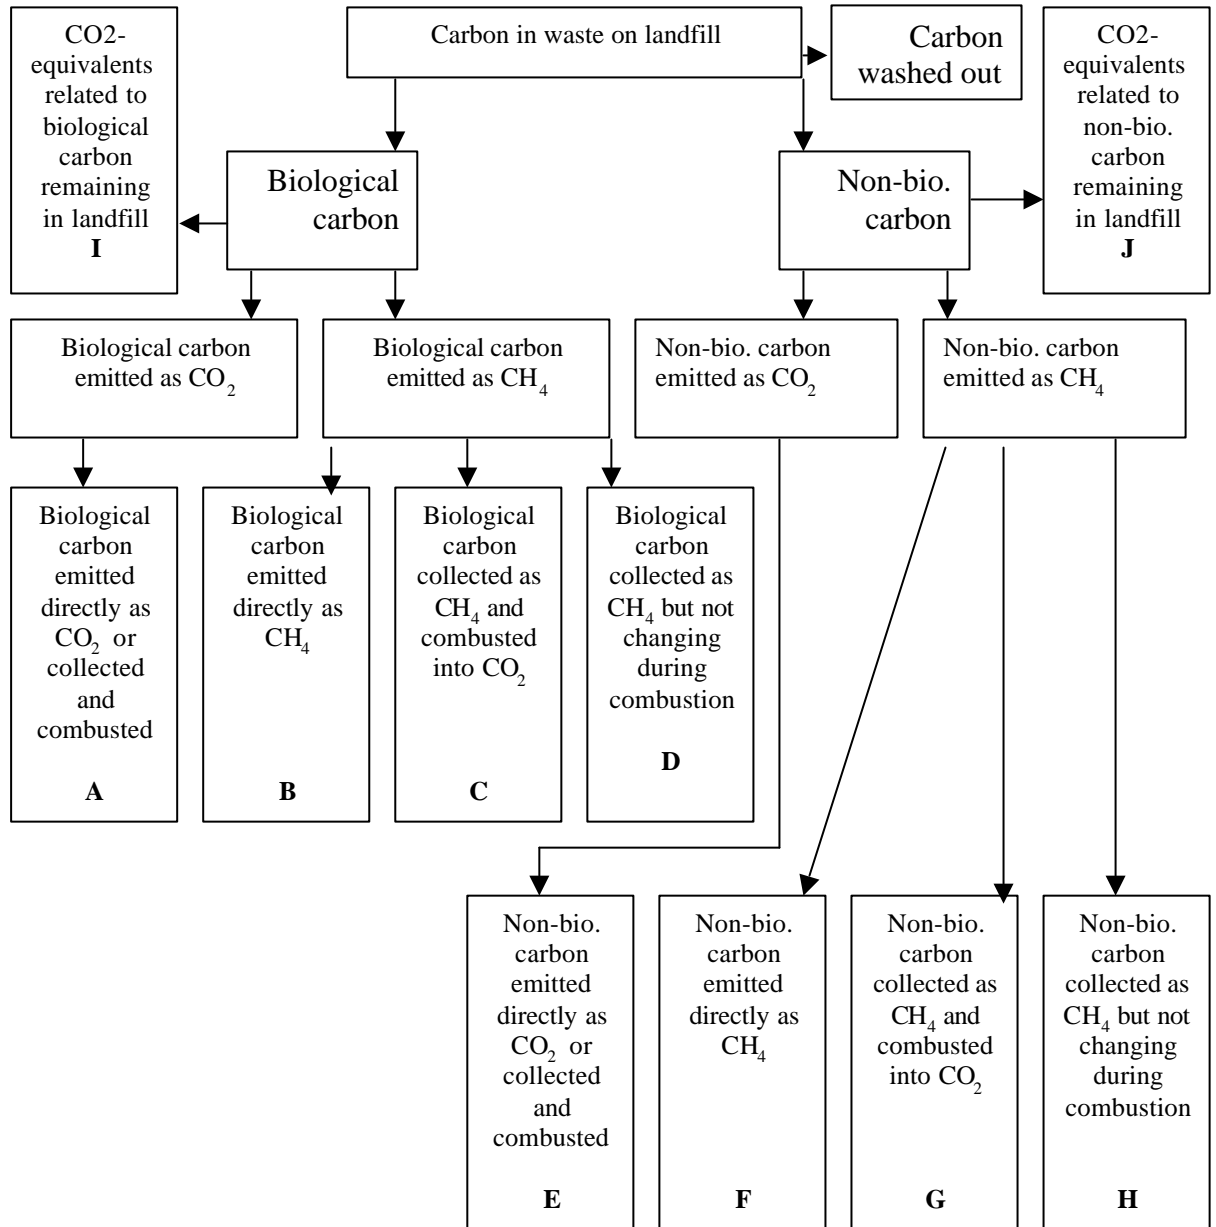 CO2-
equivalents
related to
biological
carbon
remaining
in landfill
I
Carbon in waste on landfill
Carbon
washed out
CO2-
equivalents
related to
non-bio.
carbon
remaining
in landfill
J
Biological
carbon
Non-bio.
carbon
Biological carbon
emitted as CO2
Biological carbon
emitted as CH4
Non-bio. carbon
emitted as CO2
Non-bio. carbon
emitted as CH4
Biological
carbon
emitted
directly as
CO2 or
collected
and
combusted
A
Biological
carbon
emitted
directly as
CH4
B
Biological
carbon
collected as
CH4 and
combusted
into CO2
C
Biological
carbon
collected as
CH4 but not
changing
during
combustion
D
Non-bio.
carbon
emitted
directly as
CO2 or
collected
and
combusted
E
Non-bio.
carbon
emitted
directly as
CH4
F
Non-bio.
carbon
collected as
CH4 and
combusted
into CO2
G
Non-bio.
carbon
collected as
CH4 but not
changing
during
combustion
H